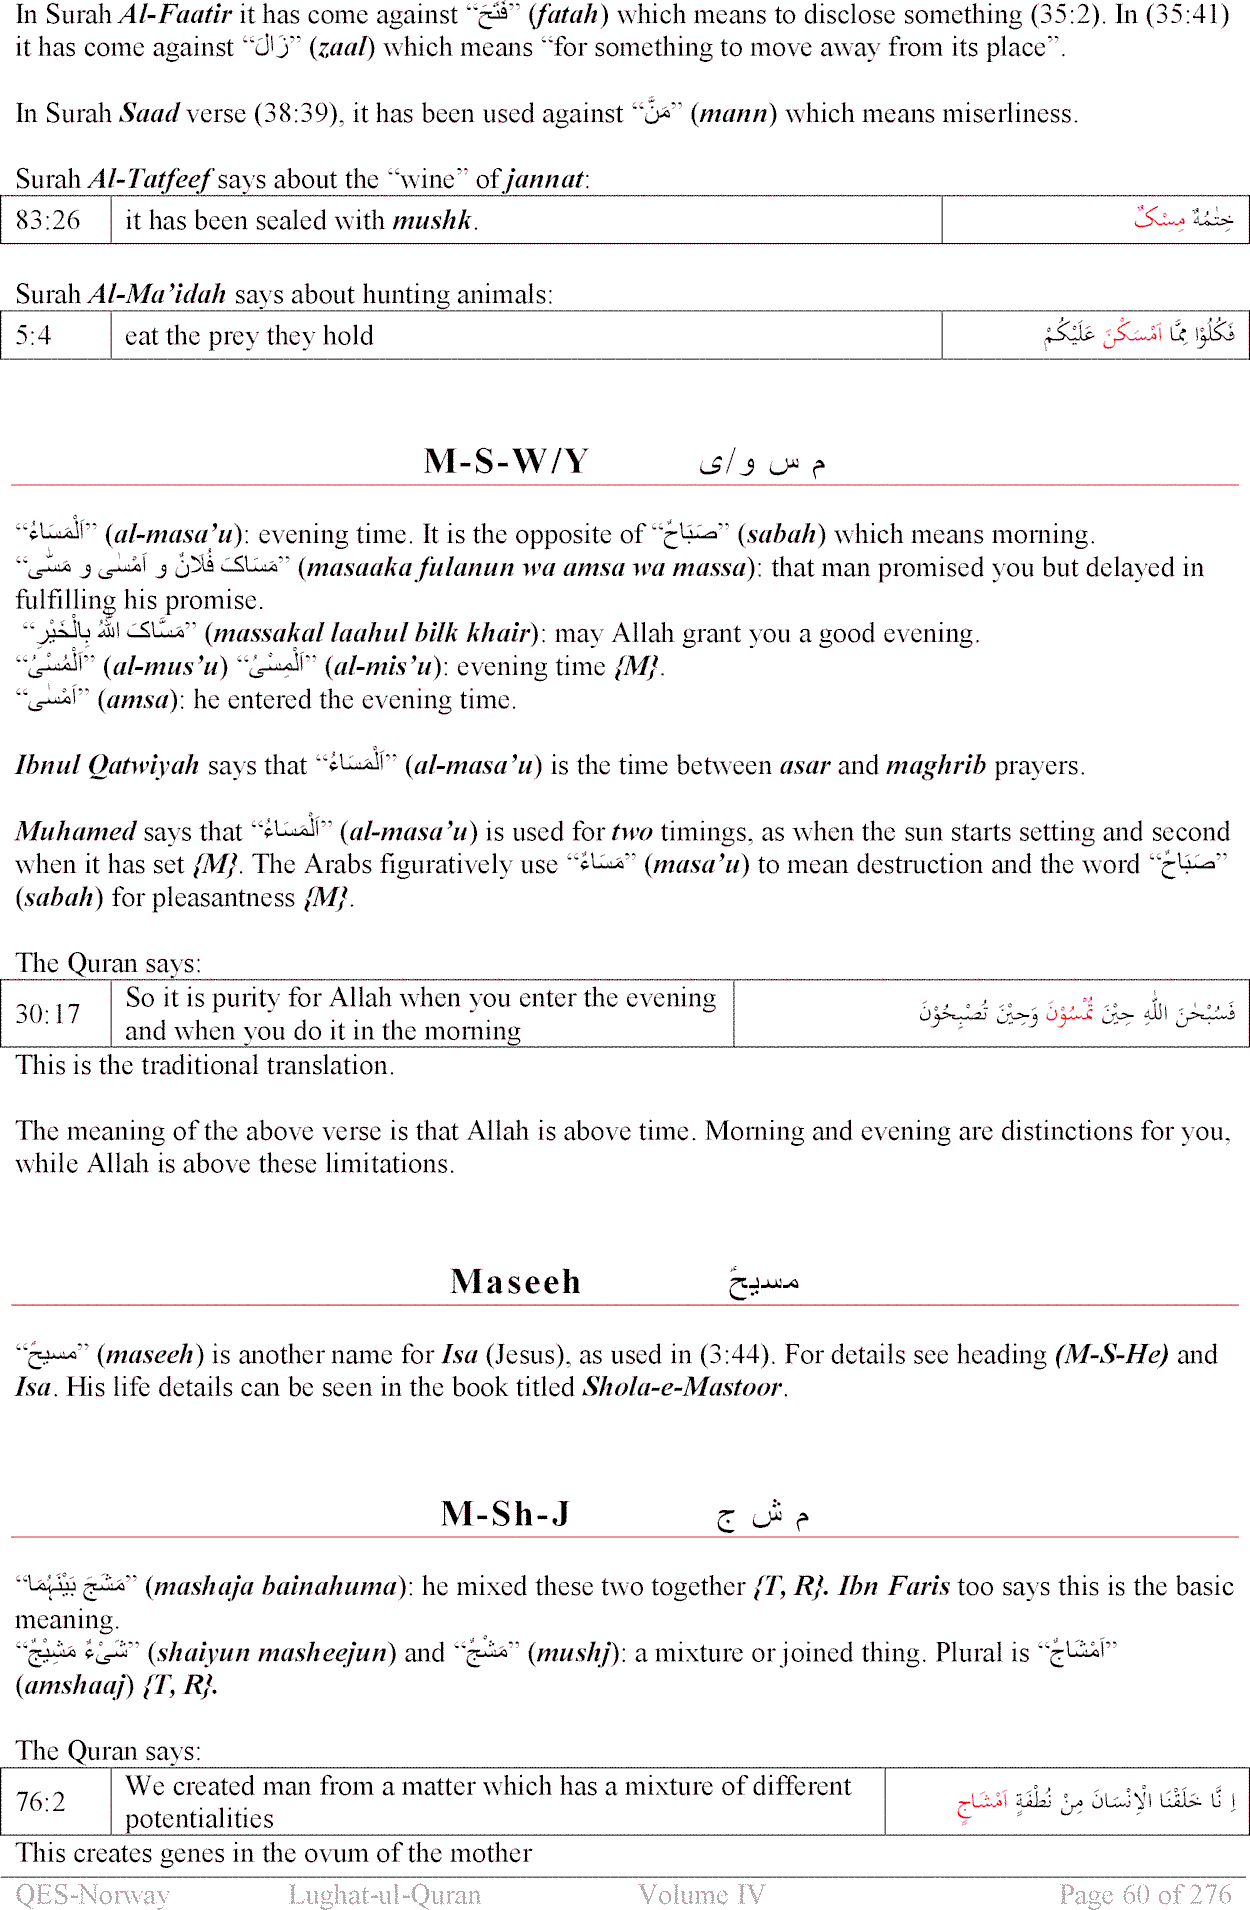 In Surah Al-Faatir it has come against “فَتَحَ” (fatah) which means to disclose something (35:2). In (35:41)
it has come against “زَالَ” (zaal) which means “for something to move away from its place”.
In Surah Saad verse (38:39), it has been used against “مَنَّ” (mann) which means miserliness.
Surah Al-Tatfeef says about the “wine” of jannat:
83:26 it has been sealed with mushk. خِتٰمُهٗ مِسْکٌ
Surah Al-Ma’idah says about hunting animals:
5:4 eat the prey they hold فَكُلُوْا مِمَّا اَمْسَكْنَ عَلَيْكُمْ
M-S-W/Y م س و/ی
“اَلْمَسَاءُ” (al-masa’u): evening time. It is the opposite of “صَبَاحٌ” (sabah) which means morning.
“مَسَاکَ فُلَانٌ و اَمْسٰی و مَسّٰی” (masaaka fulanun wa amsa wa massa): that man promised you but delayed in
fulfilling his promise.
“مَسَّاکَ اللہُ بِالْخَيْرِ” (massakal laahul bilk khair): may Allah grant you a good evening.
“اَلْمُسْیُ” (al-mus’u) “اَلْمِسْیُ” (al-mis’u): evening time {M}.
“اَمْسٰی” (amsa): he entered the evening time.
Ibnul Qatwiyah says that “اَلْمَسَاءُ” (al-masa’u) is the time between asar and maghrib prayers.
Muhamed says that “اَلْمَسَاءُ” (al-masa’u) is used for two timings, as when the sun starts setting and second
when it has set {M}. The Arabs figuratively use “مَسَاءٌ” (masa’u) to mean destruction and the word “صَبَاحٌ”
(sabah) for pleasantness {M}.
The Quran says:
30:17 So it is purity for Allah when you enter the evening فَسُبْحٰنَ اللّٰهِ حِيْنَ تُمْسُوْنَ وَحِيْنَ تُصْبِحُوْنَ
and when you do it in the morning
This is the traditional translation.
The meaning of the above verse is that Allah is above time. Morning and evening are distinctions for you,
while Allah is above these limitations.
Maseeh مسيحٌ
“مسيحٌ” (maseeh) is another name for Isa (Jesus), as used in (3:44). For details see heading (M-S-He) and
Isa. His life details can be seen in the book titled Shola-e-Mastoor.
M-Sh-J م ش ج
“مَشَجَ بَيْنَہُمَا” (mashaja bainahuma): he mixed these two together {T, R}. Ibn Faris too says this is the basic
meaning.
“شَیْءٌ مَشِيْجٌ” (shaiyun masheejun) and “مَشْجٌ” (mushj): a mixture or joined thing. Plural is “اَمْشَاجٌ”
(amshaaj) {T, R}.
The Quran says:
76:2 We created man from a matter which has a mixture of different اِ نَّا خَلَقْنَا الْاِنْسَانَ مِنْ نُطْفَةٍ اَمْشَاجٍ
potentialities
This creates genes in the ovum of the mother
QES-Norway Lughat-ul-Quran Volume IV Page 60 of 276